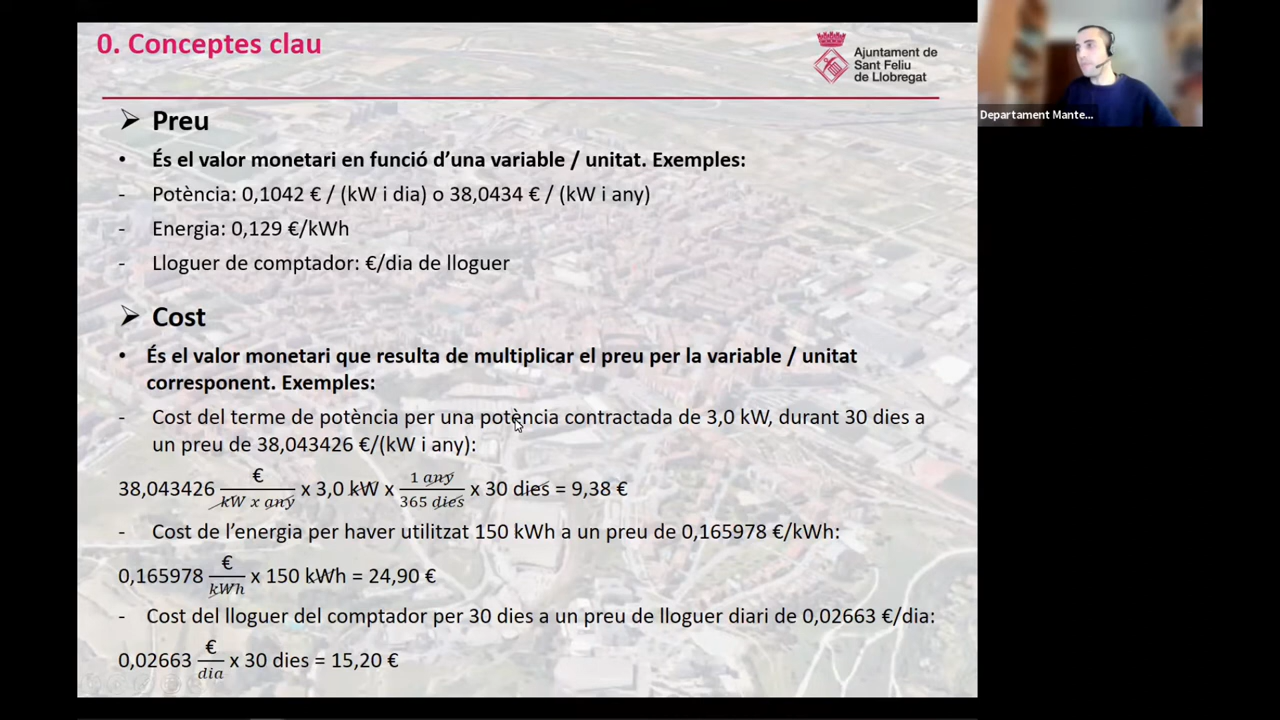 0. Conceptes clau
Ajuntament de
Sant Feliu
de Llobregat
Departament Mante...
➢ Preu
• És el valor monetari en funció d'una variable / unitat. Exemples:
- Potència: 0,1042 € / (kW i dia) o 38,0434 € / (kW i any)
- Energia: 0,129 €/kWh
- Lloguer de comptador: €/dia de lloguer
➢ Cost
• És el valor monetari que resulta de multiplicar el preu per la variable / unitat
corresponent. Exemples:
- Cost del terme de potència per una potència contractada de 3,0 kW, durant 30 dies a
un preu de 38,043426 €/(kW i any):
38,043426 € / kW x any x 3,0 kW x 1 any / 365 dies x 30 dies = 9,38 €
- Cost de l'energia per haver utilitzat 150 kWh a un preu de 0,165978 €/kWh:
0,165978 € / kWh x 150 kWh = 24,90 €
- Cost del lloguer del comptador per 30 dies a un preu de lloguer diari de 0,02663 €/dia:
0,02663 € / dia x 30 dies = 15,20 €